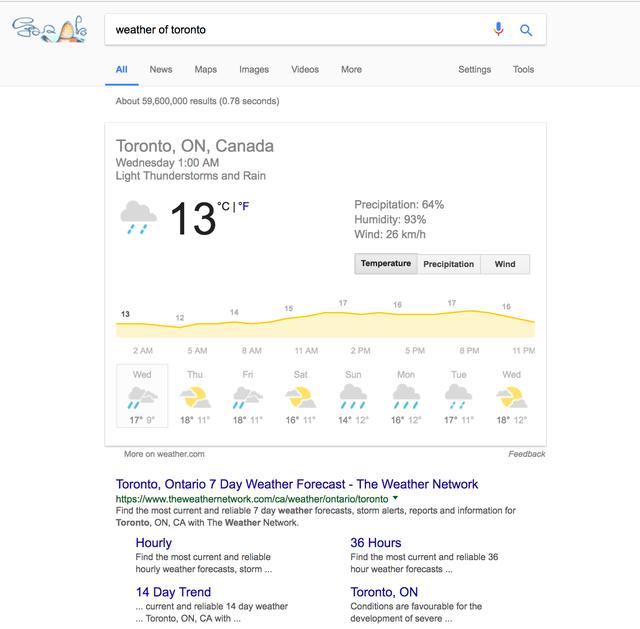 weather of toronto
All News Maps Images Videos More Settings Tools
About 59,600,000 results (0.78 seconds)
Toronto, ON, Canada
Wednesday 1:00 AM
Light Thunderstorms and Rain
13 °C | °F
Precipitation: 64%
Humidity: 93%
Wind: 26 km/h
Temperature Precipitation Wind
13 12 14 15 17 16 17 16
2 AM 5 AM 8 AM 11 AM 2 PM 5 PM 8 PM 11 PM
Wed Thu Fri Sat Sun Mon Tue Wed
17° 9° 18° 11° 18° 11° 16° 11° 14° 12° 16° 12° 17° 11° 18° 12°
More on weather.com Feedback
Toronto, Ontario 7 Day Weather Forecast - The Weather Network
https://www.theweathernetwork.com/ca/weather/ontario/toronto
Find the most current and reliable 7 day weather forecasts, storm alerts, reports and information for
Toronto, ON, CA with The Weather Network.
Hourly
Find the most current and reliable
hourly weather forecasts, storm ...
36 Hours
Find the most current and reliable 36
hour weather forecasts ...
14 Day Trend
... current and reliable 14 day weather
... Toronto, ON, CA with ...
Toronto, ON
Conditions are favourable for the
development of severe ...